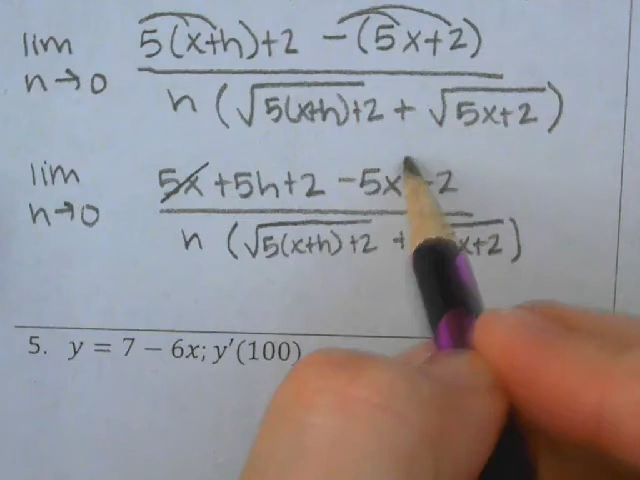 lim 5(x+h)+2 -(5x+2)
h→0 h (√5(x+h)+2 + √5x+2)
lim 5x +5h+2 -5x -2
h→0 h (√5(x+h)+2 + x+2)
5. y = 7 − 6x; y′(100)